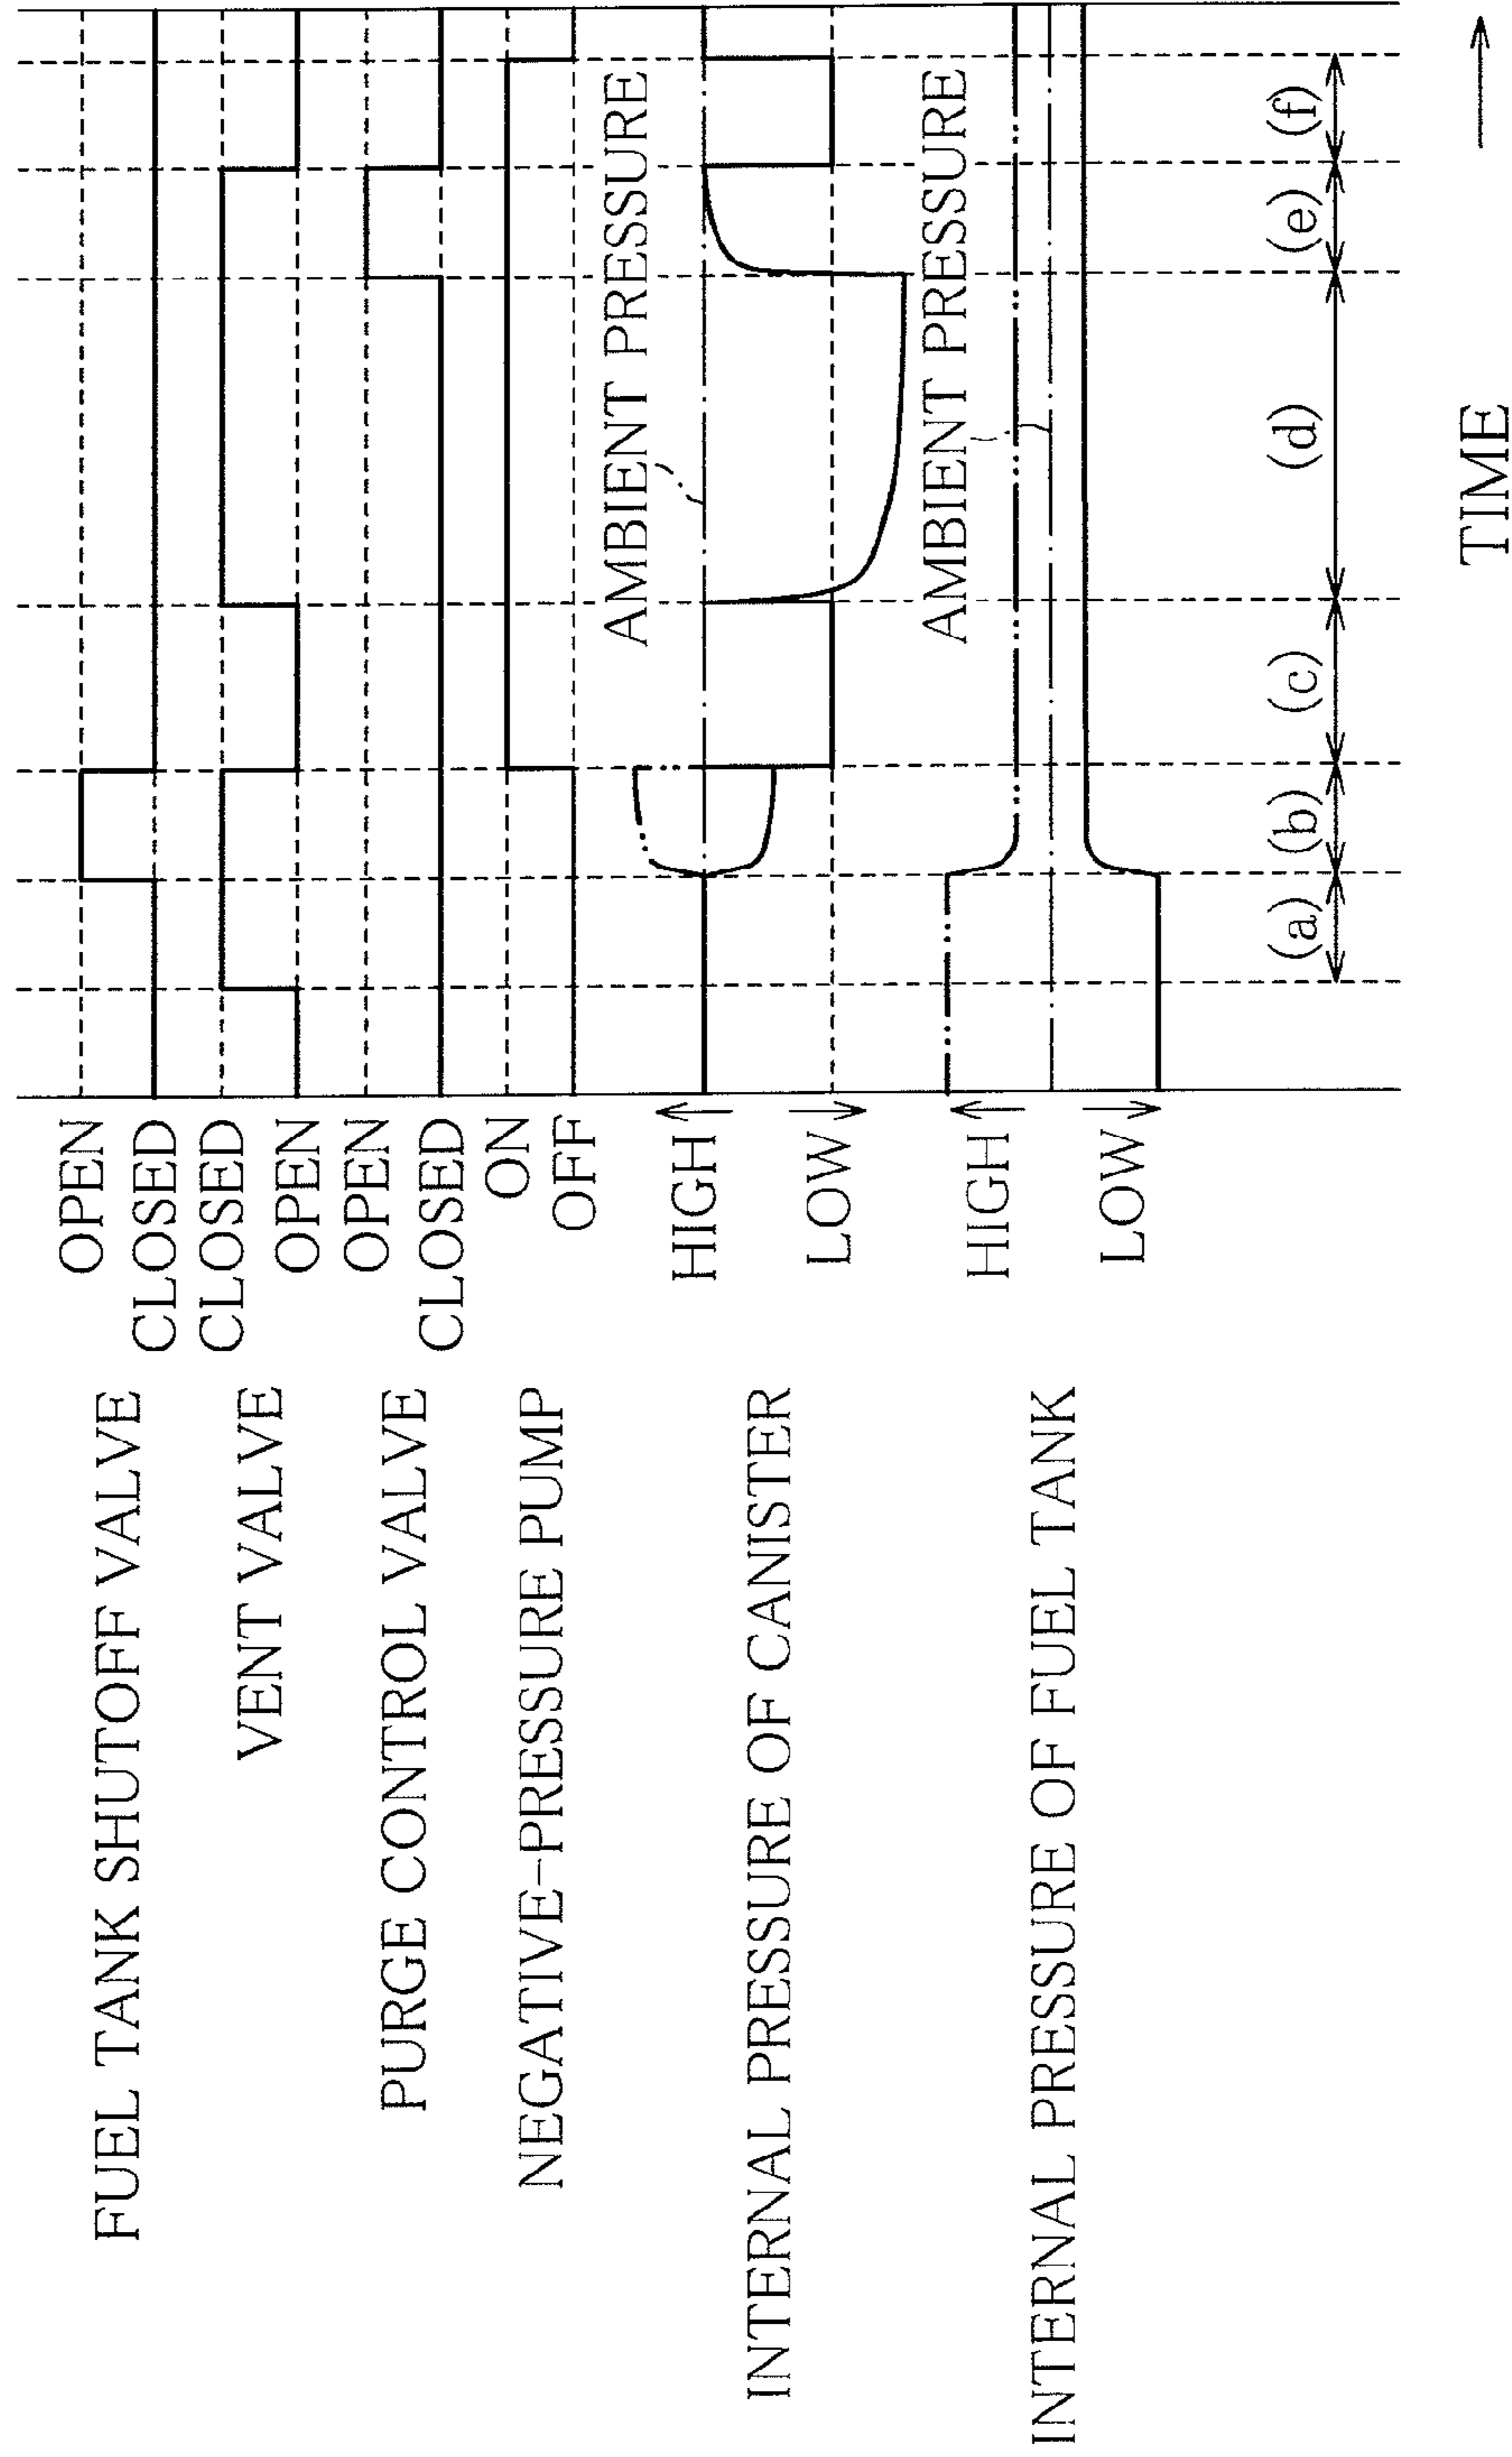 FUEL TANK SHUTOFF VALVE
OPEN
CLOSED
VENT VALVE
CLOSED
OPEN
PURGE CONTROL VALVE
OPEN
CLOSED
NEGATIVE-PRESSURE PUMP
ON
OFF
INTERNAL PRESSURE OF CANISTER
HIGH
LOW
AMBIENT PRESSURE
INTERNAL PRESSURE OF FUEL TANK
HIGH
LOW
AMBIENT PRESSURE
(a)
(b)
(c)
(d)
(e)
(f)
TIME